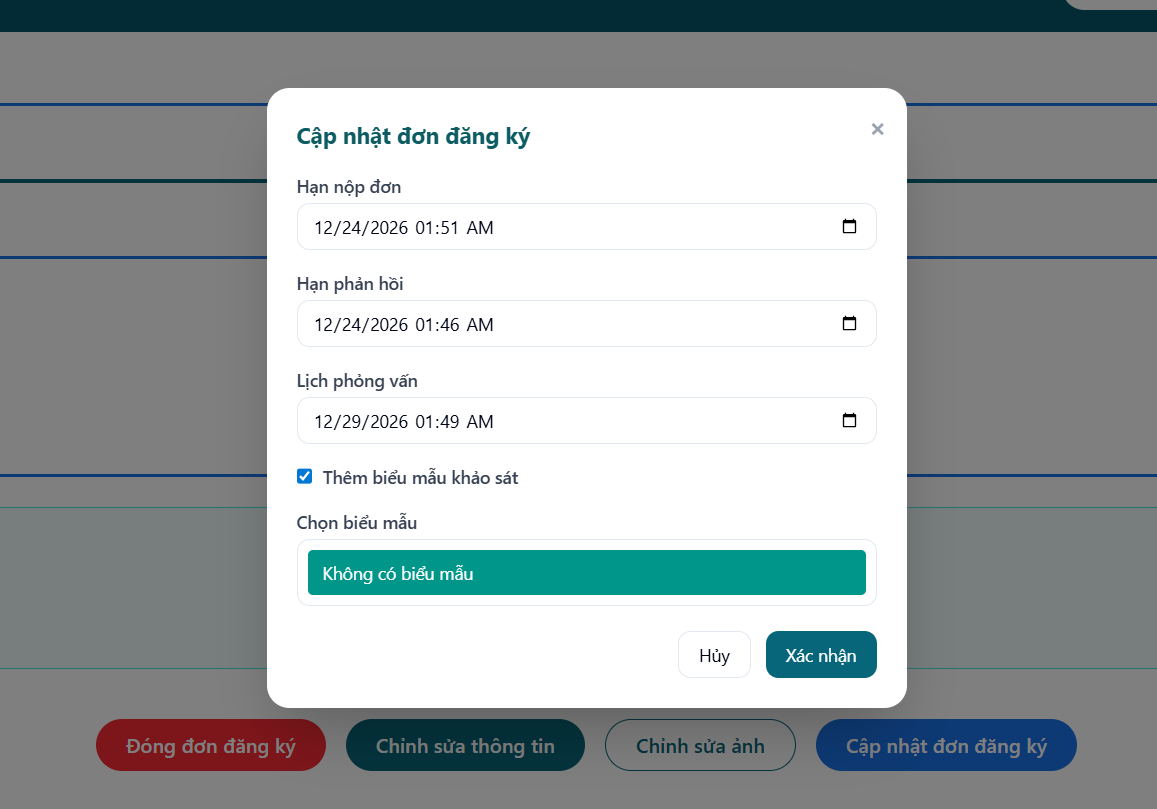 Cập nhật đơn đăng ký
×
Hạn nộp đơn
12/24/2026 01:51 AM
Hạn phản hồi
12/24/2026 01:46 AM
Lịch phỏng vấn
12/29/2026 01:49 AM
Thêm biểu mẫu khảo sát
Chọn biểu mẫu
Không có biểu mẫu
Hủy Xác nhận
Đóng đơn đăng ký Chỉnh sửa thông tin Chỉnh sửa ảnh Cập nhật đơn đăng ký